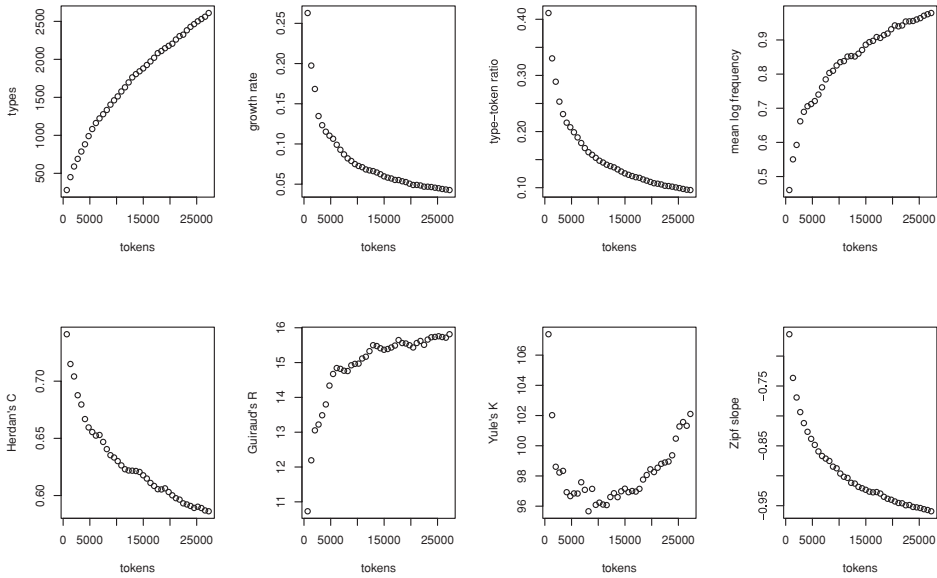 types
500 1000 1500 2000 2500
0 5000 15000 25000
tokens
growth rate
0.05 0.10 0.15 0.20 0.25
0 5000 15000 25000
tokens
type−token ratio
0.10 0.20 0.30 0.40
0 5000 15000 25000
tokens
mean log frequency
0.5 0.6 0.7 0.8 0.9
0 5000 15000 25000
tokens
Herdan's C
0.60 0.65 0.70
0 5000 15000 25000
tokens
Guiraud's R
11 12 13 14 15 16
0 5000 15000 25000
tokens
Yule's K
96 98 100 102 104 106
0 5000 15000 25000
tokens
Zipf slope
−0.95 −0.85 −0.75
0 5000 15000 25000
tokens